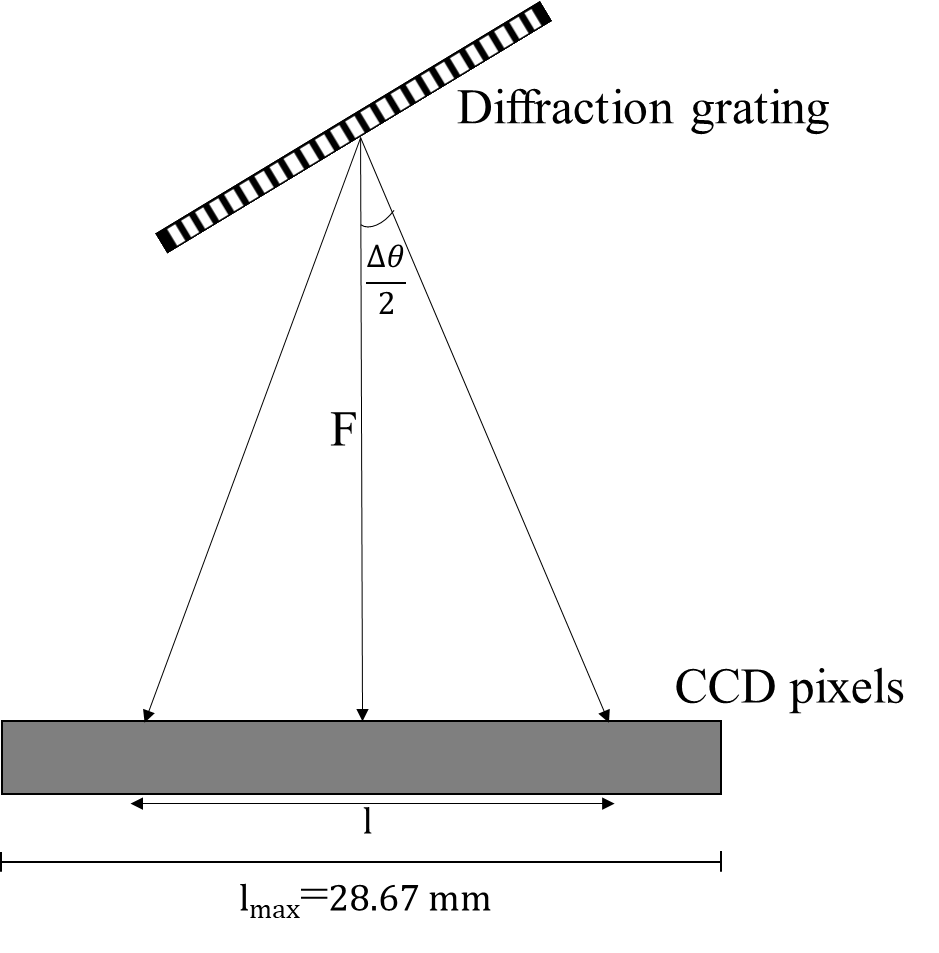 Diffraction grating
Δθ
2
F
CCD pixels
l
lmax=28.67 mm